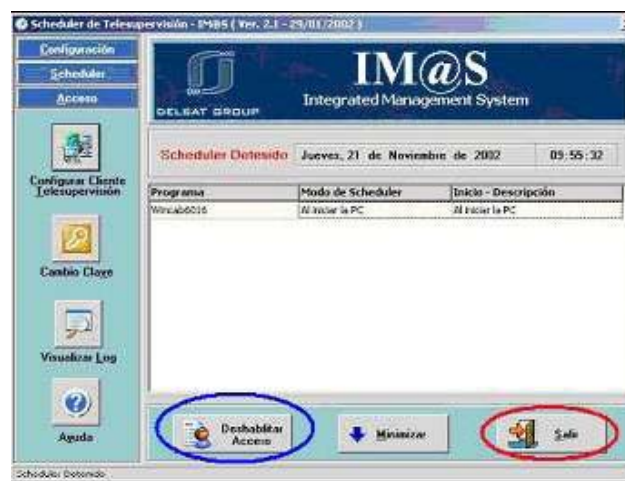 Scheduler de Telesupervisión - IM@S ( Ver. 2.1 - 29/01/2002 )
Configuración
Scheduler
Acceso
DELSAT GROUP
IM@S
Integrated Management System
Scheduler Detenido
Jueves, 21 de Noviembre de 2002
09:55:32
Configurar Cliente
Telesupervisión
Programa
Modo de Scheduler
Inicio - Descripción
Wincab6016
Al Iniciar la PC
Al Iniciar la PC
Cambio Clave
Visualizar Log
Ayuda
Deshabilitar
Acceso
Minimizar
Salir
Scheduler Detenido